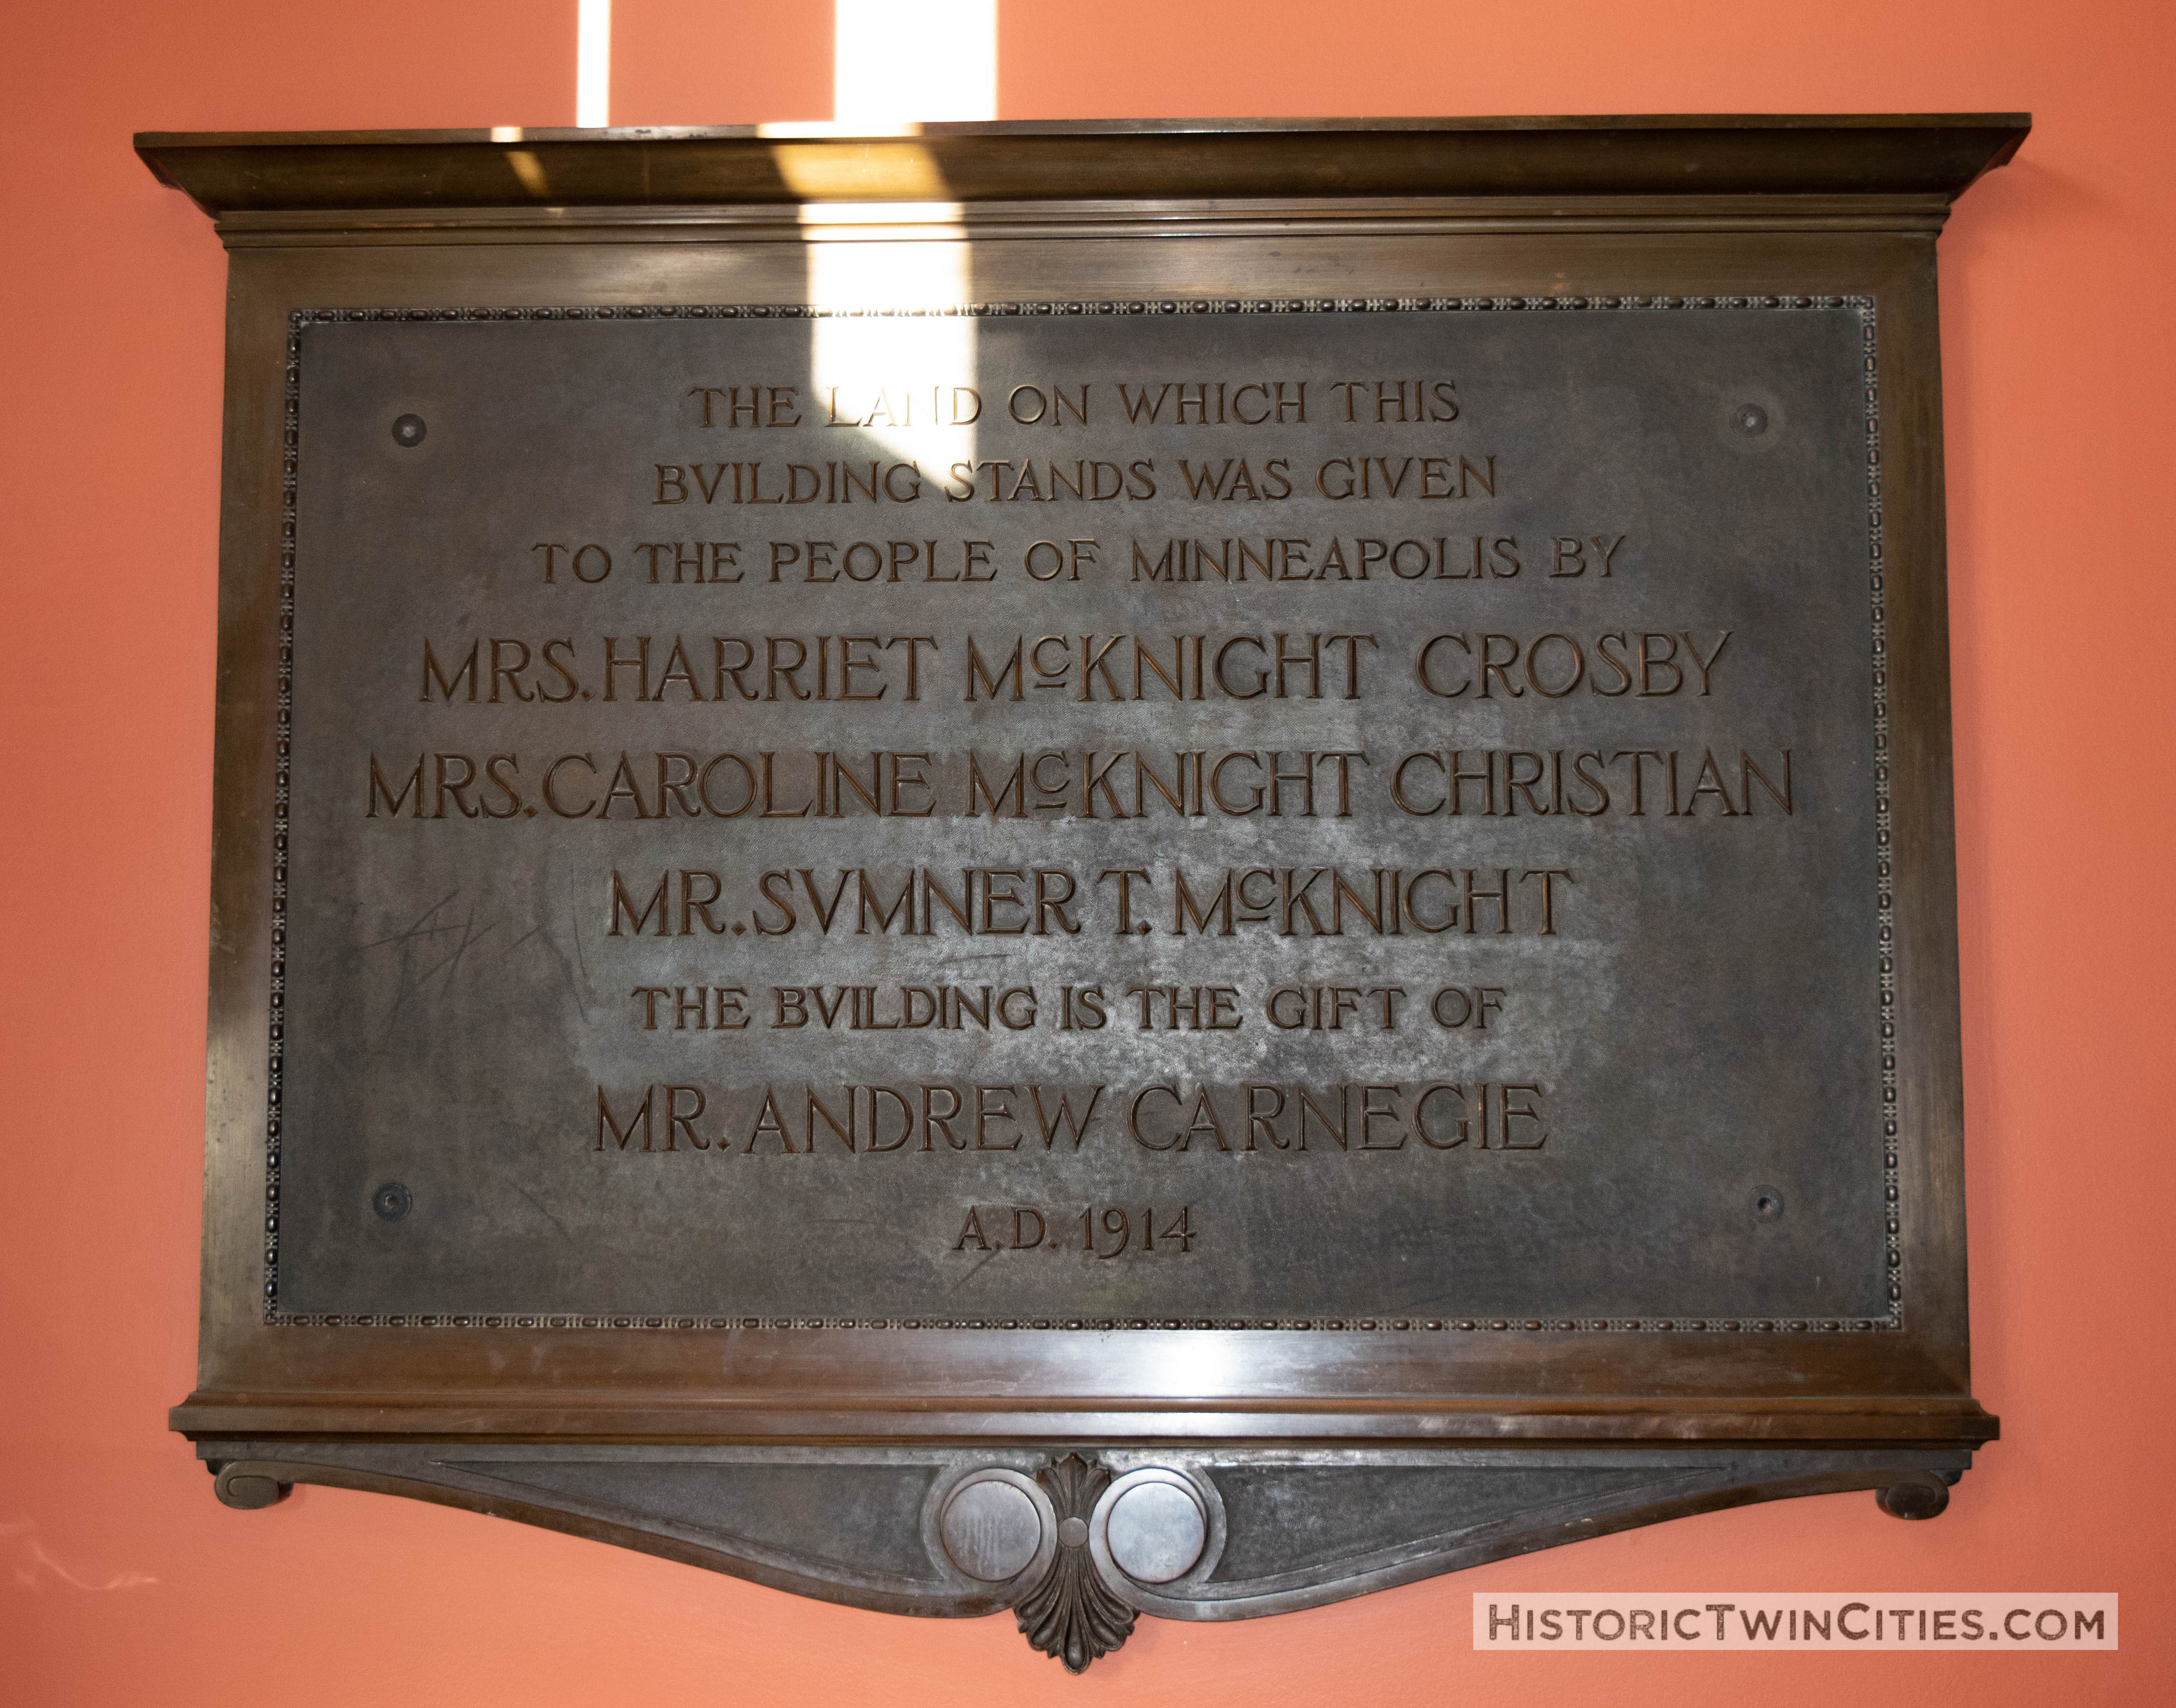 THE LAND ON WHICH THIS
BVILDING STANDS WAS GIVEN
TO THE PEOPLE OF MINNEAPOLIS BY
MRS. HARRIET McKNIGHT CROSBY
MRS. CAROLINE McKNIGHT CHRISTIAN
MR. SVMNER T. McKNIGHT
THE BVILDING IS THE GIFT OF
MR. ANDREW CARNEGIE
A.D. 1914
HISTORICTWINCITIES.COM